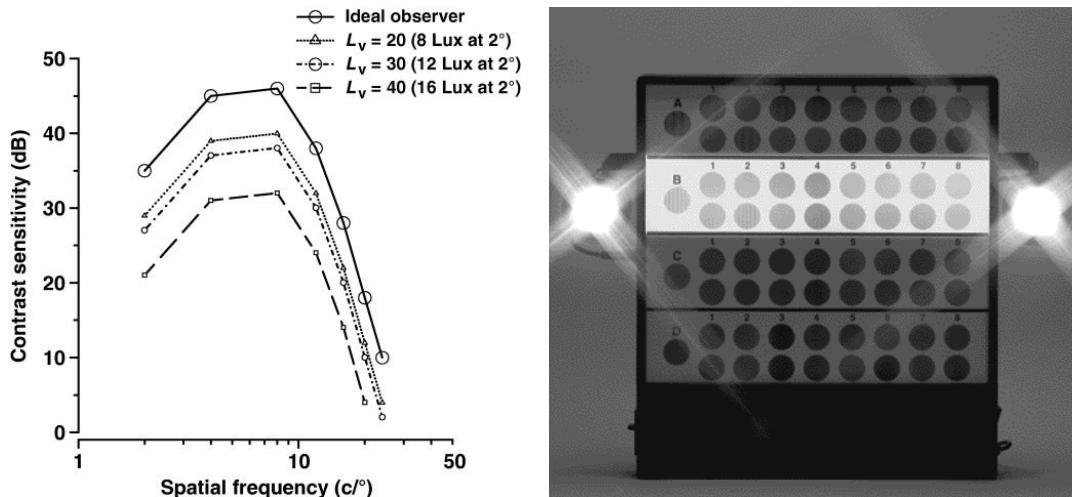 Ideal observer
Lv = 20 (8 Lux at 2°)
Lv = 30 (12 Lux at 2°)
Lv = 40 (16 Lux at 2°)
Contrast sensitivity (dB)
50
40
30
20
10
0
1 10 50
Spatial frequency (c/°)
A 1 2 3 4 5 6 7 8
B 1 2 3 4 5 6 7 8
C 1 2 3 4 5 6 7 8
D 1 2 3 4 5 6 7 8